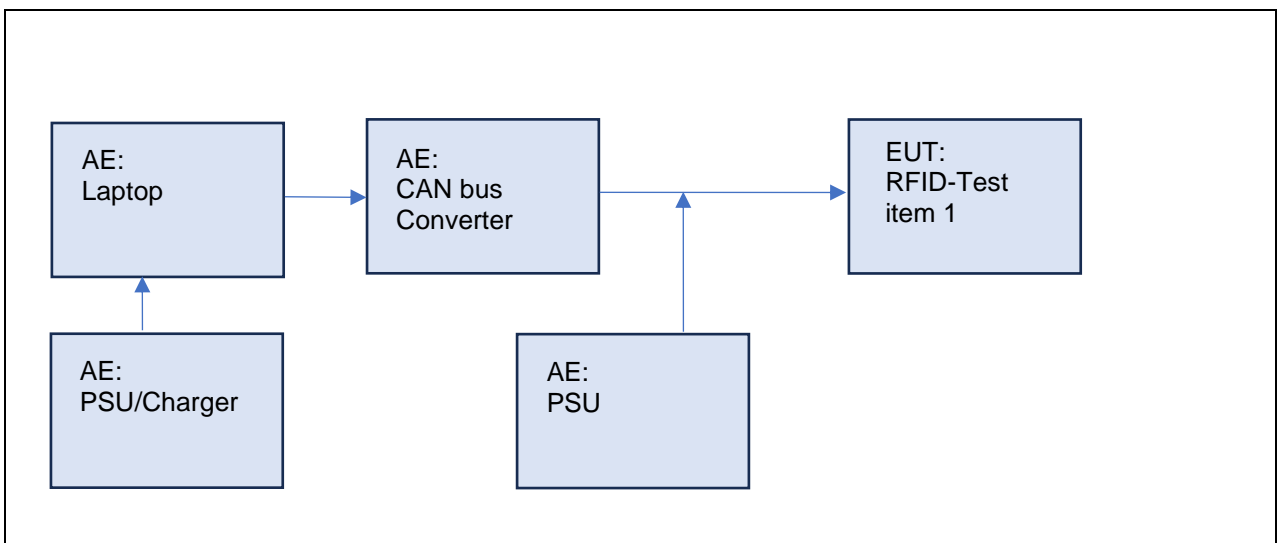 AE:
Laptop
AE:
CAN bus
Converter
EUT:
RFID-Test
item 1
AE:
PSU/Charger
AE:
PSU